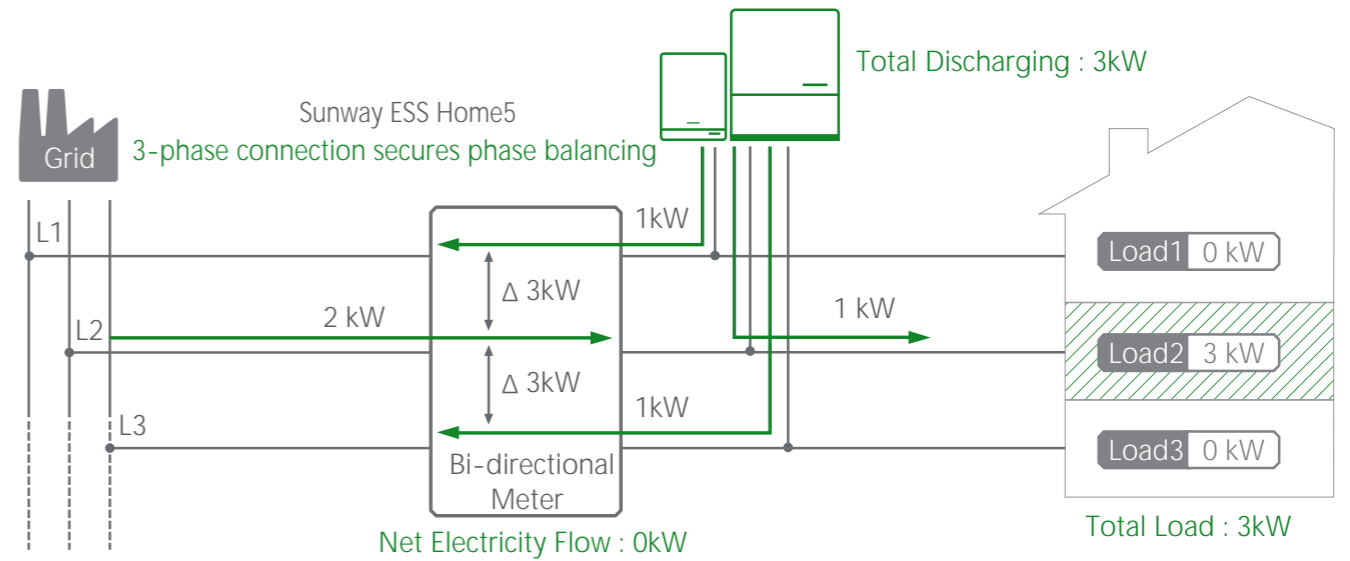 Total Discharging : 3kW
Sunway ESS Home5
Grid
3-phase connection secures phase balancing
L1
1kW
Load1 0 kW
Δ 3kW
2 kW
1 kW
L2
Load2 3 kW
Δ 3kW
1kW
L3
Load3 0 kW
Bi-directional
Meter
Total Load : 3kW
Net Electricity Flow : 0kW